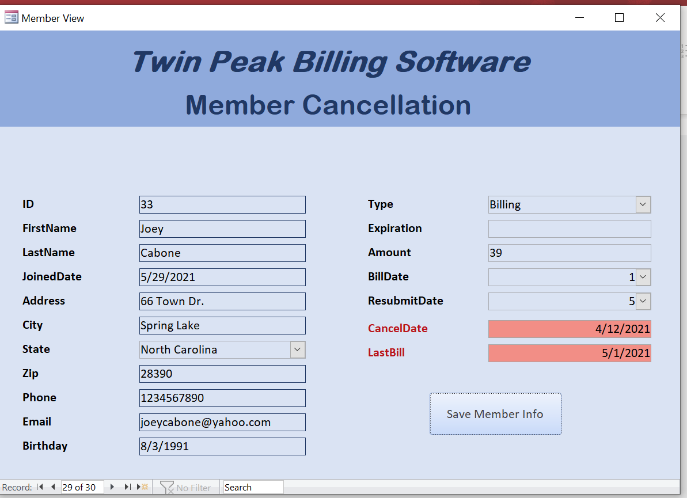 Member View
Twin Peak Billing Software
Member Cancellation
ID 33
FirstName Joey
LastName Cabone
JoinedDate 5/29/2021
Address 66 Town Dr.
City Spring Lake
State North Carolina
Zip 28390
Phone 1234567890
Email joeycabone@yahoo.com
Birthday 8/3/1991
Type Billing
Expiration
Amount 39
BillDate 1
ResubmitDate 5
CancelDate 4/12/2021
LastBill 5/1/2021
Save Member Info
Record: 29 of 30 No Filter Search